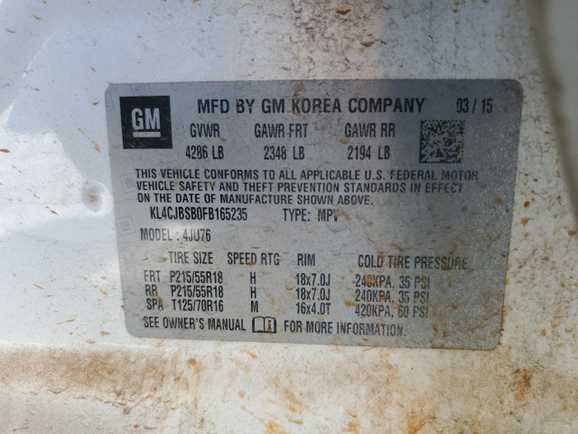 GM MFD BY GM KOREA COMPANY 03/15
GVWR GAWR FRT GAWR RR
4286 LB 2348 LB 2194 LB
THIS VEHICLE CONFORMS TO ALL APPLICABLE U.S. FEDERAL MOTOR
VEHICLE SAFETY AND THEFT PREVENTION STANDARDS IN EFFECT
ON THE DATE OF MANUFACTURE SHOWN ABOVE.
KL4CJBSB0FB165235 TYPE: MPV
MODEL: 4JU76
TIRE SIZE SPEED RTG RIM COLD TIRE PRESSURE
FRT P215/55R18 H 18x7.0J 240KPA, 35 PSI
RR P215/55R18 H 18x7.0J 240KPA, 35 PSI
SPA T125/70R16 M 16x4.0T 420KPA, 60 PSI
SEE OWNER'S MANUAL FOR MORE INFORMATION.